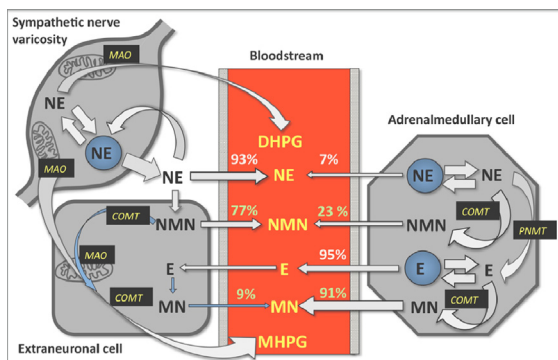 Sympathetic nerve
varicosity
MAO
Bloodstream
NE
DHPG
Adrenalmedullary cell
MAO
NE
NE
93%
NE
7%
NE
NE
COMT
NMN
77%
NMN
23 %
NMN
COMT
PNMT
MAO
E
E
95%
E
E
COMT
MN
9%
MN
91%
MN
COMT
Extraneuronal cell
MHPG